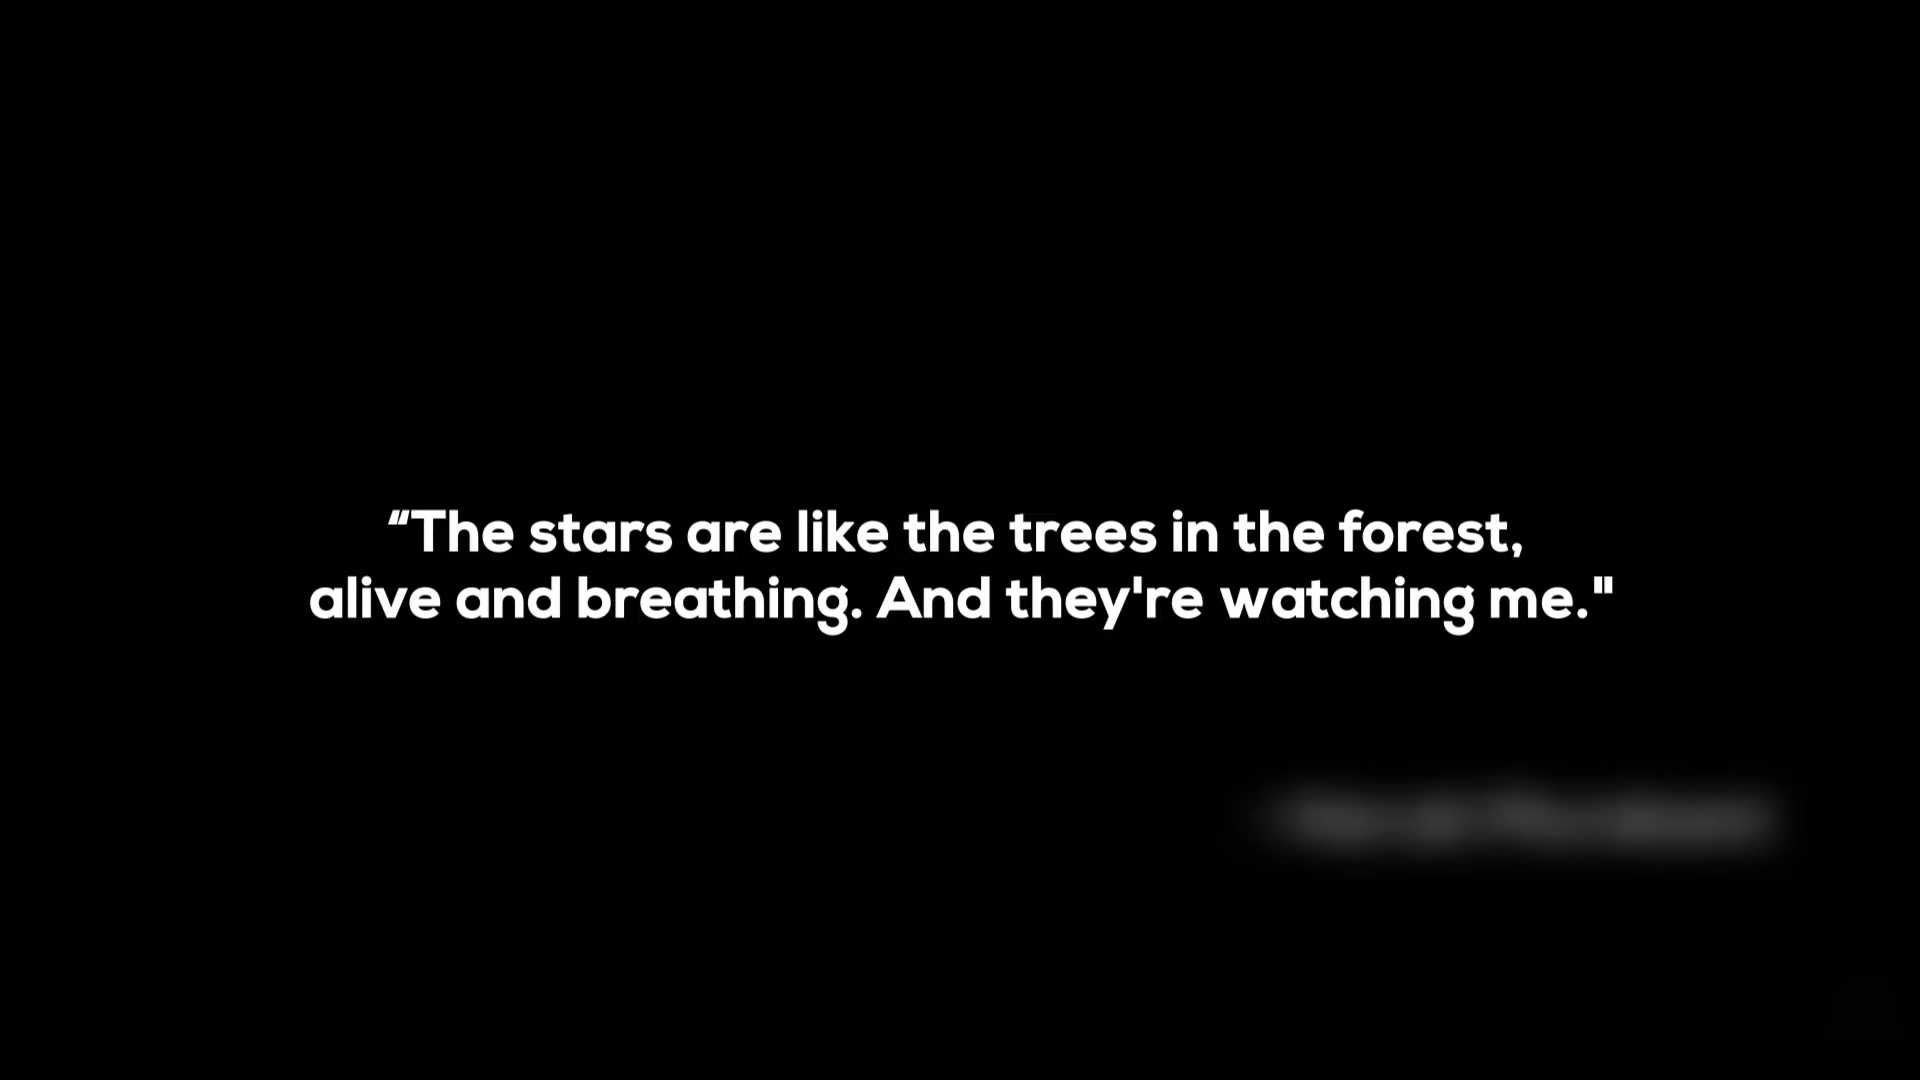 “The stars are like the trees in the forest,
alive and breathing. And they're watching me."